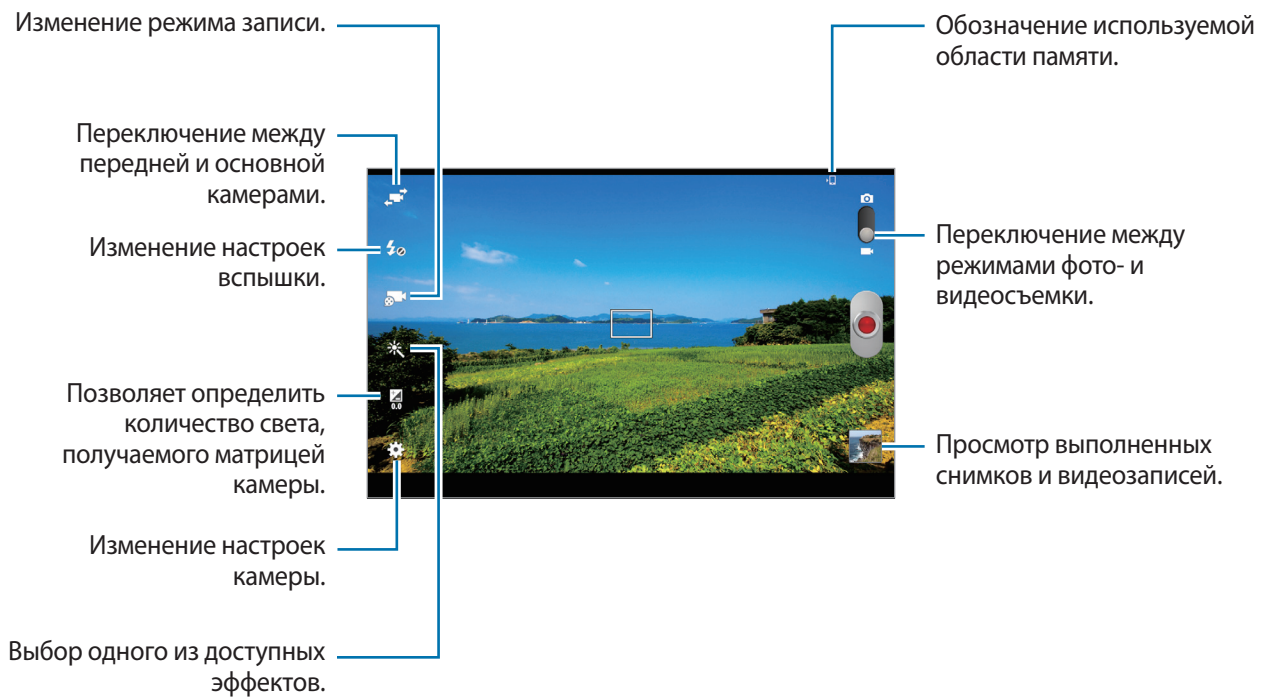 Изменение режима записи.
Переключение между
передней и основной
камерами.
Изменение настроек
вспышки.
Позволяет определить
количество света,
получаемого матрицей
камеры.
Изменение настроек
камеры.
Выбор одного из доступных
эффектов.
0.0
Обозначение используемой
области памяти.
Переключение между
режимами фото- и
видеосъемки.
Просмотр выполненных
снимков и видеозаписей.